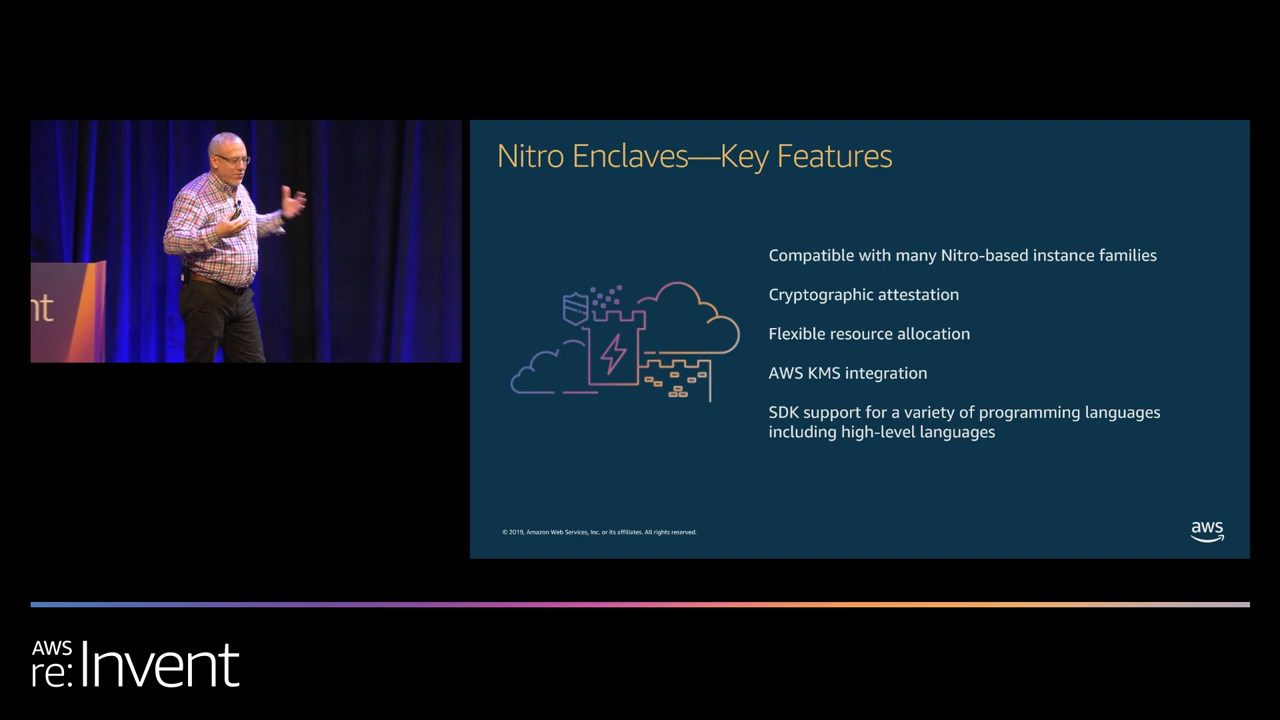 Nitro Enclaves—Key Features
Compatible with many Nitro-based instance families
Cryptographic attestation
Flexible resource allocation
AWS KMS integration
SDK support for a variety of programming languages
including high-level languages
© 2019, Amazon Web Services, Inc. or its affiliates. All rights reserved.
aws
nt
AWS
re:Invent